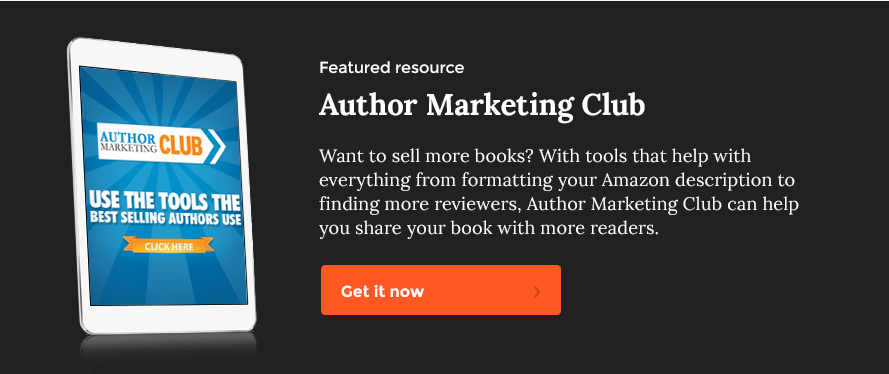 AUTHOR
MARKETING
CLUB
USE THE TOOLS THE
BEST SELLING AUTHORS USE
CLICK HERE
Featured resource
Author Marketing Club
Want to sell more books? With tools that help with
everything from formatting your Amazon description to
finding more reviewers, Author Marketing Club can help
you share your book with more readers.
Get it now